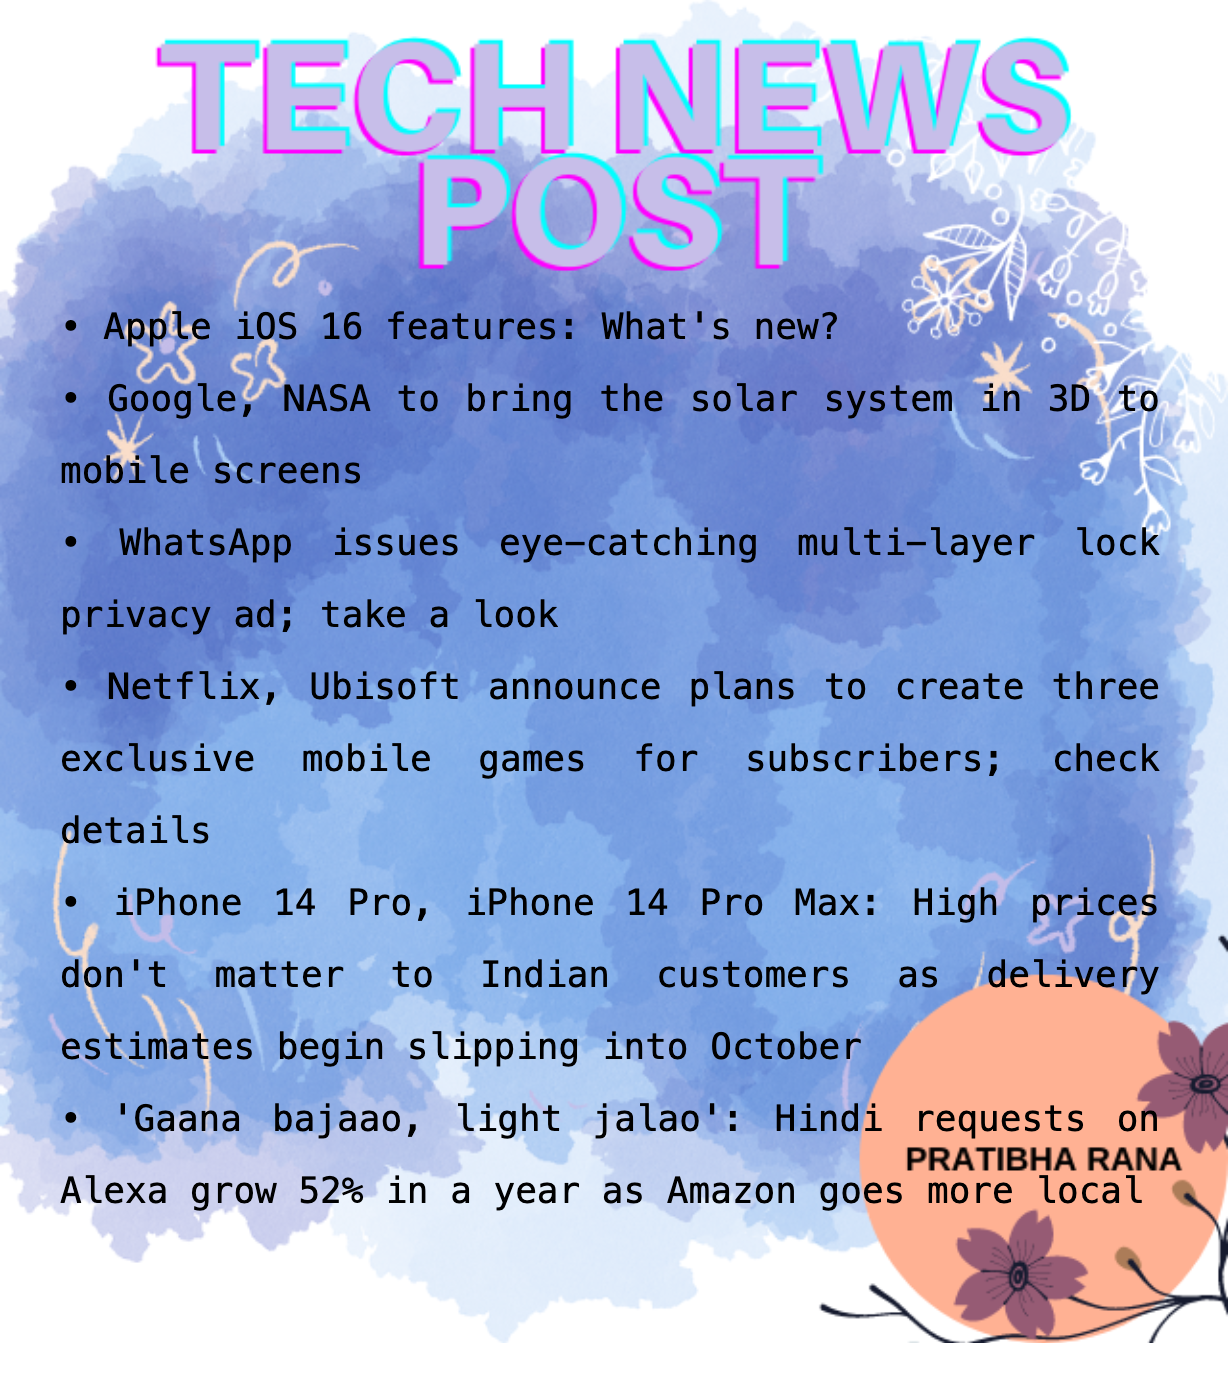 TECH NEWS
POST
• Apple iOS 16 features: What's new?
• Google, NASA to bring the solar system in 3D to
mobile screens
• WhatsApp issues eye-catching multi-layer lock
privacy ad; take a look
• Netflix, Ubisoft announce plans to create three
exclusive mobile games for subscribers; check
details
• iPhone 14 Pro, iPhone 14 Pro Max: High prices
don't matter to Indian customers as delivery
estimates begin slipping into October
• 'Gaana bajaao, light jalao': Hindi requests on
Alexa grow 52% in a year as Amazon goes more local
PRATIBHA RANA